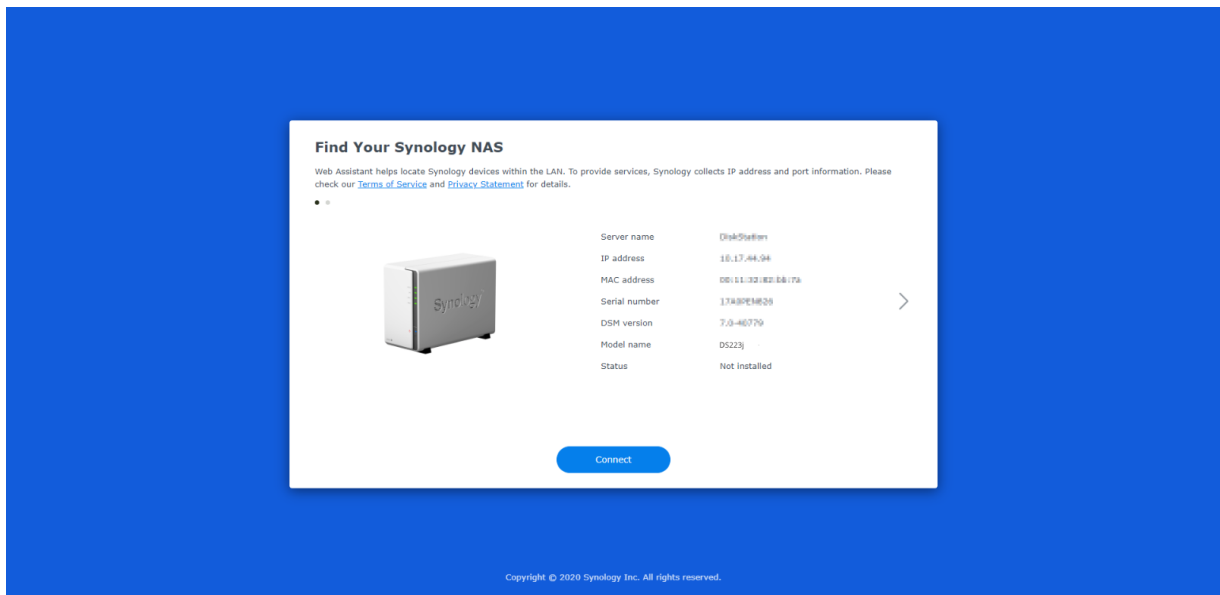 Find Your Synology NAS
Web Assistant helps locate Synology devices within the LAN. To provide services, Synology collects IP address and port information. Please
check our Terms of Service and Privacy Statement for details.
Synology
Server name DiskStation
IP address
MAC address
Serial number
DSM version
Model name DS223j
Status Not installed
Connect
Copyright © 2020 Synology Inc. All rights reserved.